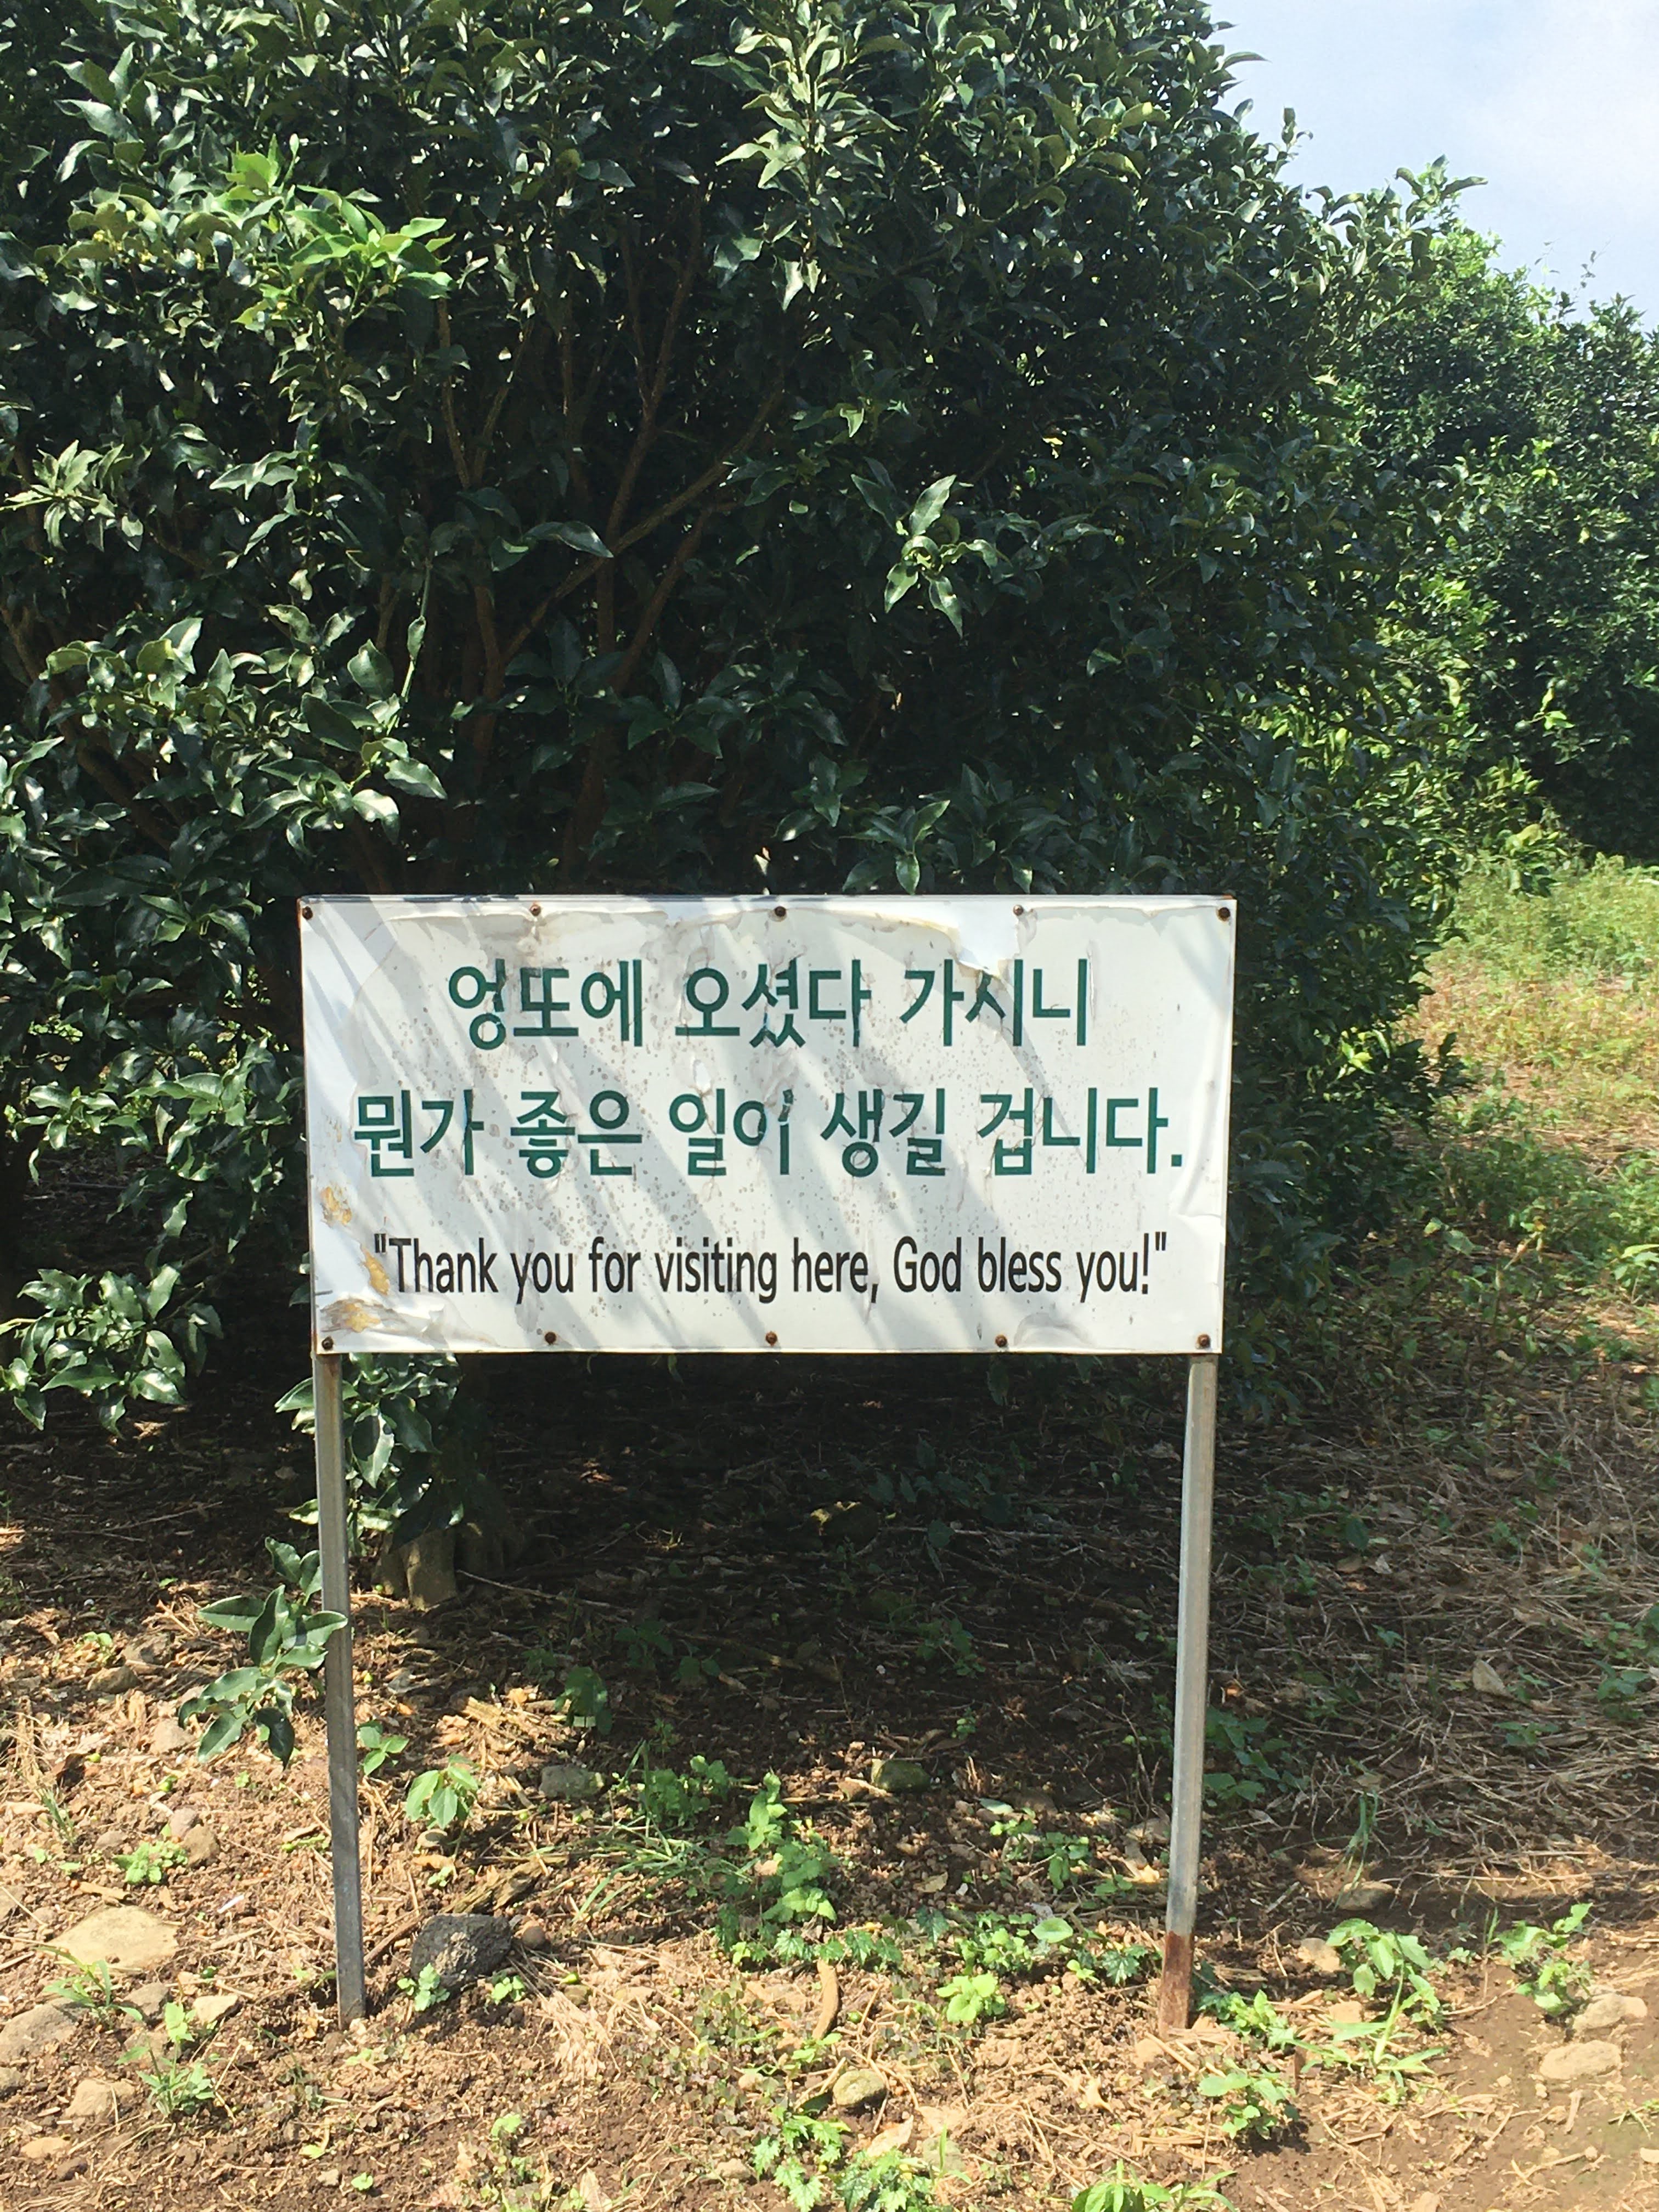 엉또에 오셨다 가시니
뭔가 좋은 일이 생길 겁니다.
"Thank you for visiting here, God bless you!"